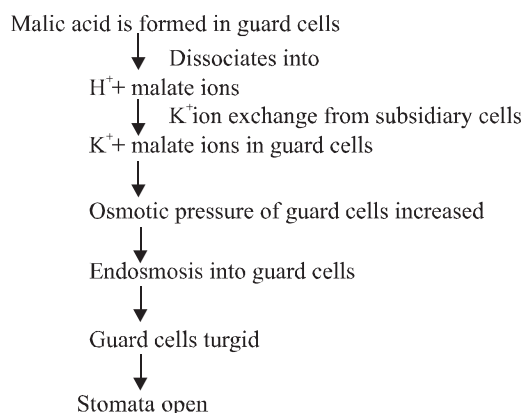 Malic acid is formed in guard cells
Dissociates into
H⁺+ malate ions
K⁺ion exchange from subsidiary cells
K⁺+ malate ions in guard cells
Osmotic pressure of guard cells increased
Endosmosis into guard cells
Guard cells turgid
Stomata open